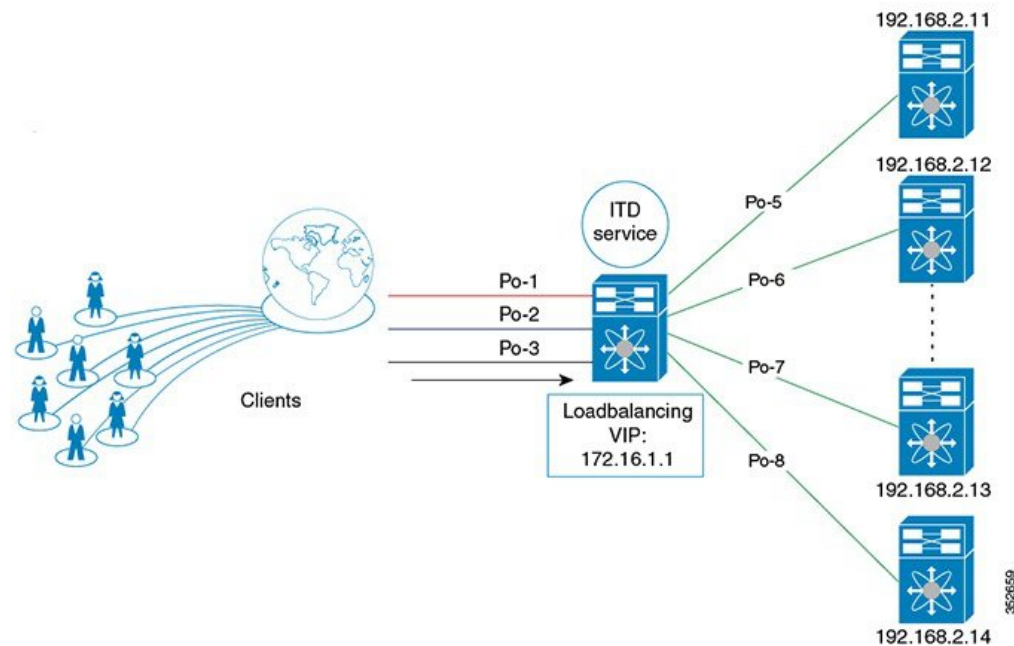 192.168.2.11
192.168.2.12
Po-5
ITD
service
Po-6
Po-1
Po-2
Po-3
Po-7
Clients
Loadbalancing
VIP:
172.16.1.1
Po-8
192.168.2.13
192.168.2.14
352659